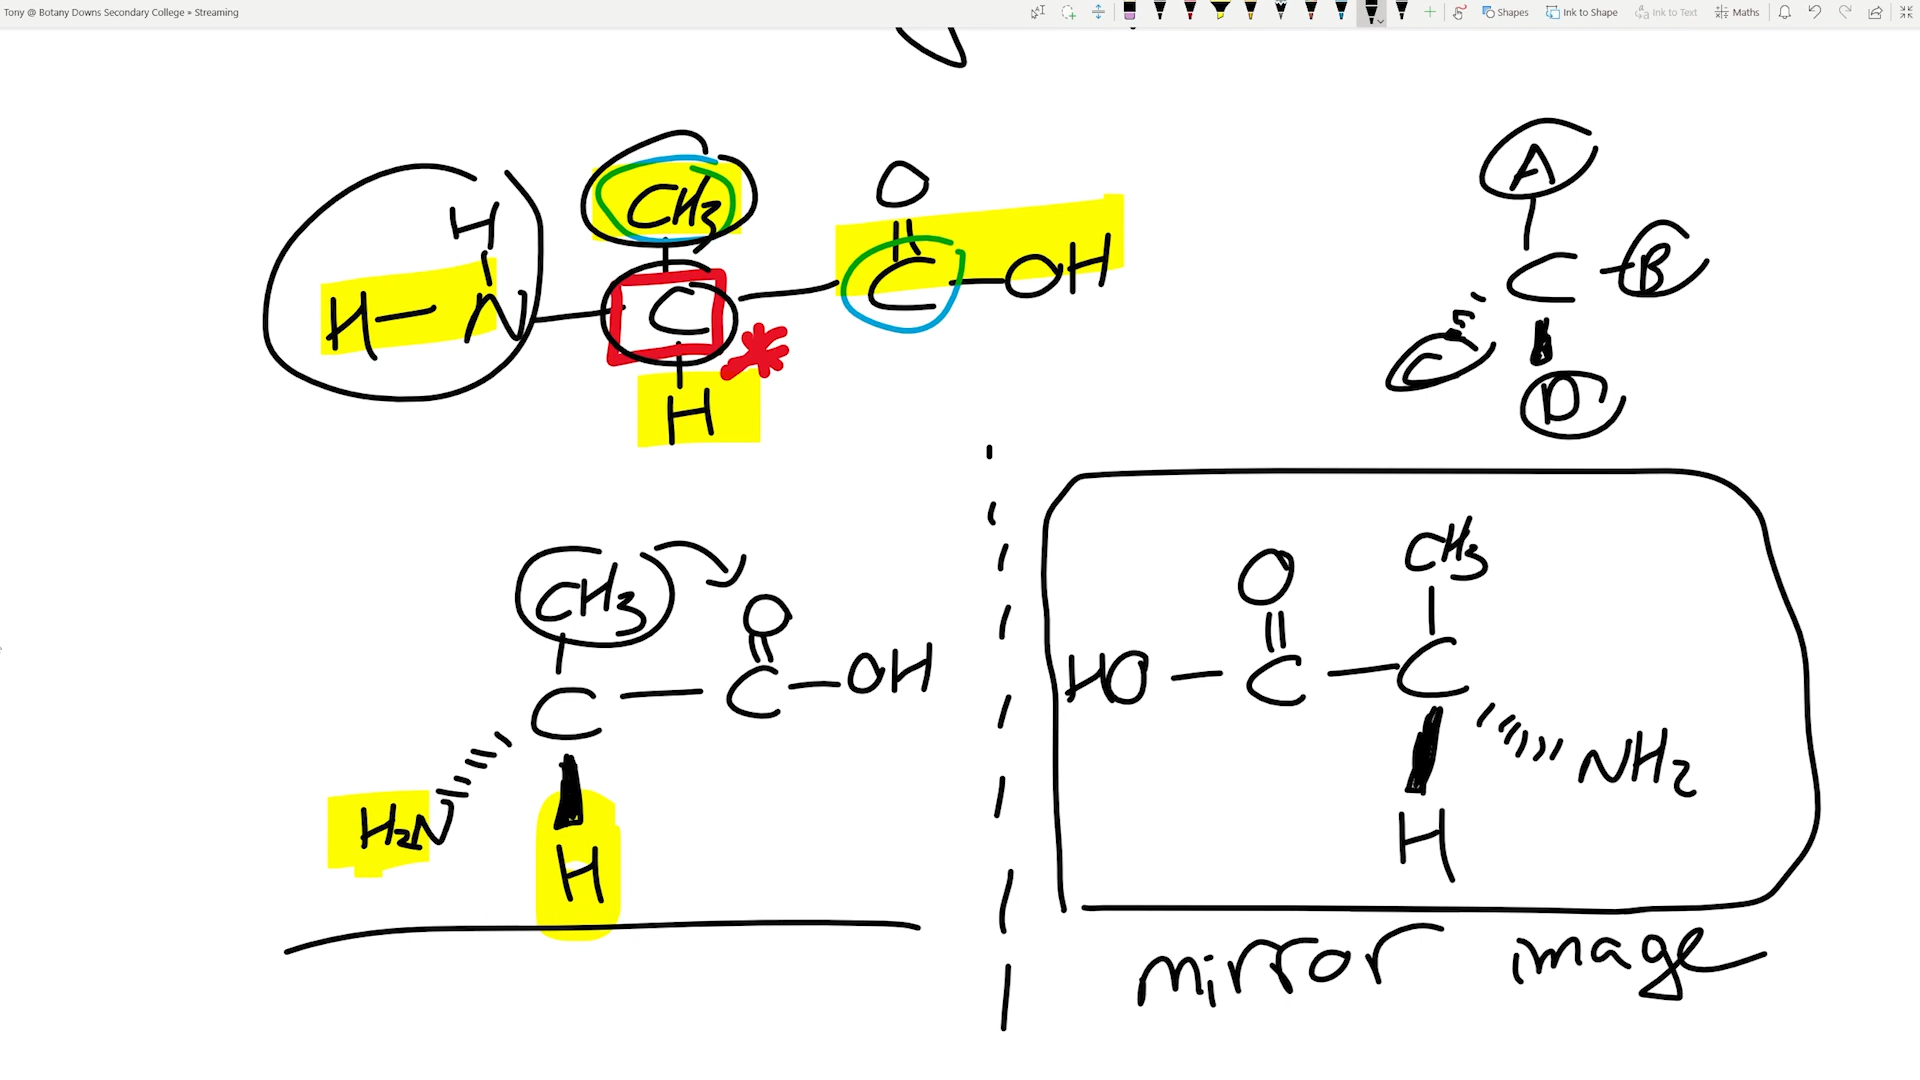 Tony @ Botany Downs Secondary College » Streaming
Shapes
Ink to Shape
Ink to Text
Maths
H
CH3
O
H—N—C—C—OH
H
A
C-B
C
D
CH3
O
C—C—OH
H2N
H
O
CH3
HO—C—C
NH2
H
mirror image